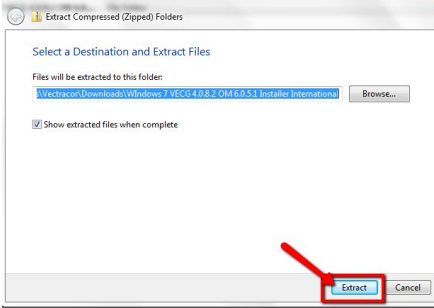 Extract Compressed (Zipped) Folders
Select a Destination and Extract Files
Files will be extracted to this folder:
:\Vectracor\Downloads\WIndows 7 VECG 4.0.8.2 OM 6.0.5.1 Installer International
Browse...
Show extracted files when complete
Extract
Cancel